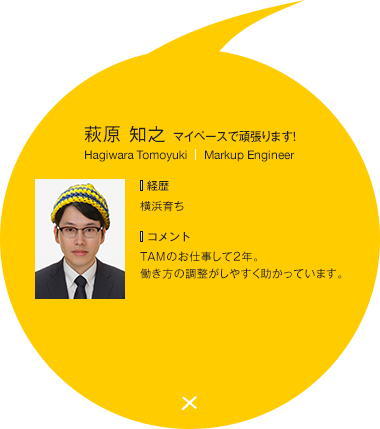 萩原 知之 マイペースで頑張ります!
Hagiwara Tomoyuki | Markup Engineer
経歴
横浜育ち
コメント
TAMのお仕事して2年。
働き方の調整がしやすく助かっています。